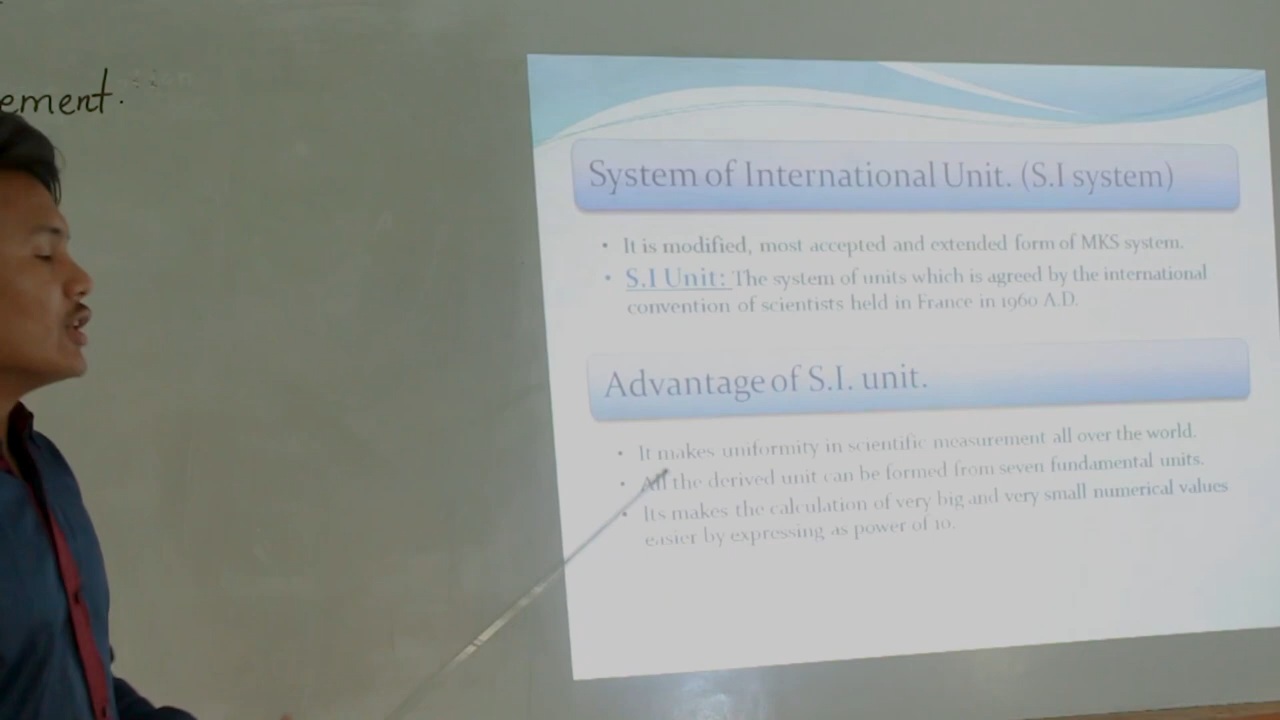 ement.
System of International Unit. (S.I system)
• It is modified, most accepted and extended form of MKS system.
• S.I Unit: The system of units which is agreed by the international
convention of scientists held in France in 1960 A.D.
Advantage of S.I. unit.
• It makes uniformity in scientific measurement all over the world.
• All the derived unit can be formed from seven fundamental units.
• Its makes the calculation of very big and very small numerical values
easier by expressing as power of 10.